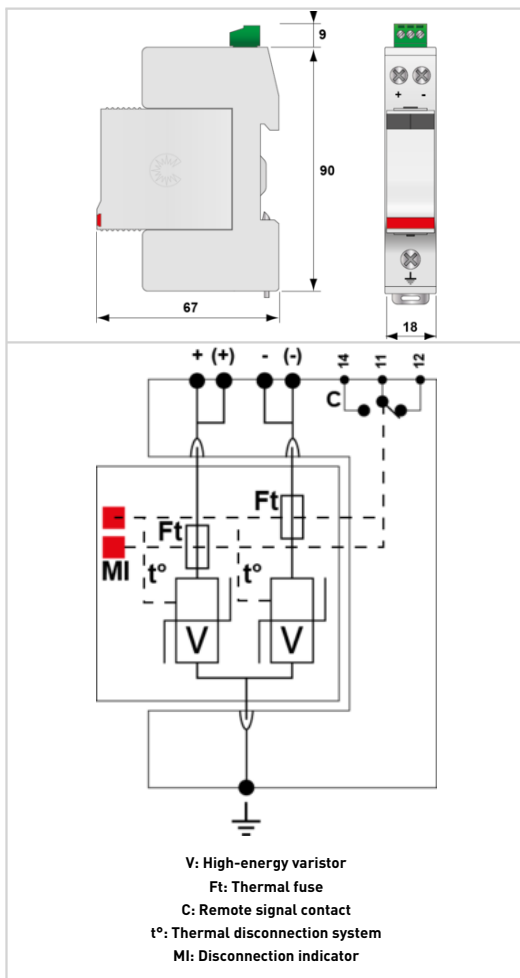 9
+ -
90
67
18
+ (+) - (-) 14 11 12
C
Ft
Ft
MI t° t°
V V
V: High-energy varistor
Ft: Thermal fuse
C: Remote signal contact
t°: Thermal disconnection system
MI: Disconnection indicator